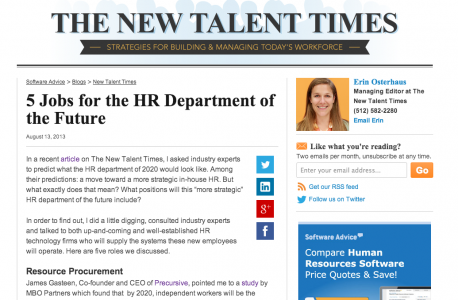 THE NEW TALENT TIMES
STRATEGIES FOR BUILDING & MANAGING TODAY'S WORKFORCE
Software Advice > Blogs > New Talent Times
5 Jobs for the HR Department of
the Future
August 13, 2013
In a recent article on The New Talent Times, I asked industry experts
to predict what the HR department of 2020 would look like. Among
their predictions: a move toward a more strategic in-house HR. But
what exactly does that mean? What positions will this "more strategic"
HR department of the future include?
In order to find out, I did a little digging, consulted industry experts
and talked to both up-and-coming and well-established HR
technology firms who will supply the systems these new employees
will operate. Here are five roles we discussed.
Resource Procurement
James Gasteen, Co-founder and CEO of Precursive, pointed me to a study by
MBO Partners which found that by 2020, independent workers will be the
Erin Osterhaus
Managing Editor at The
New Talent Times
(512) 582-2280
Email Erin
Like what you're reading?
Two emails per month, unsubscribe at any time.
Enter your email address...
Go
Get our RSS feed
Follow us on Twitter
Software Advice
Compare Human
Resources Software
Price Quotes & Save!